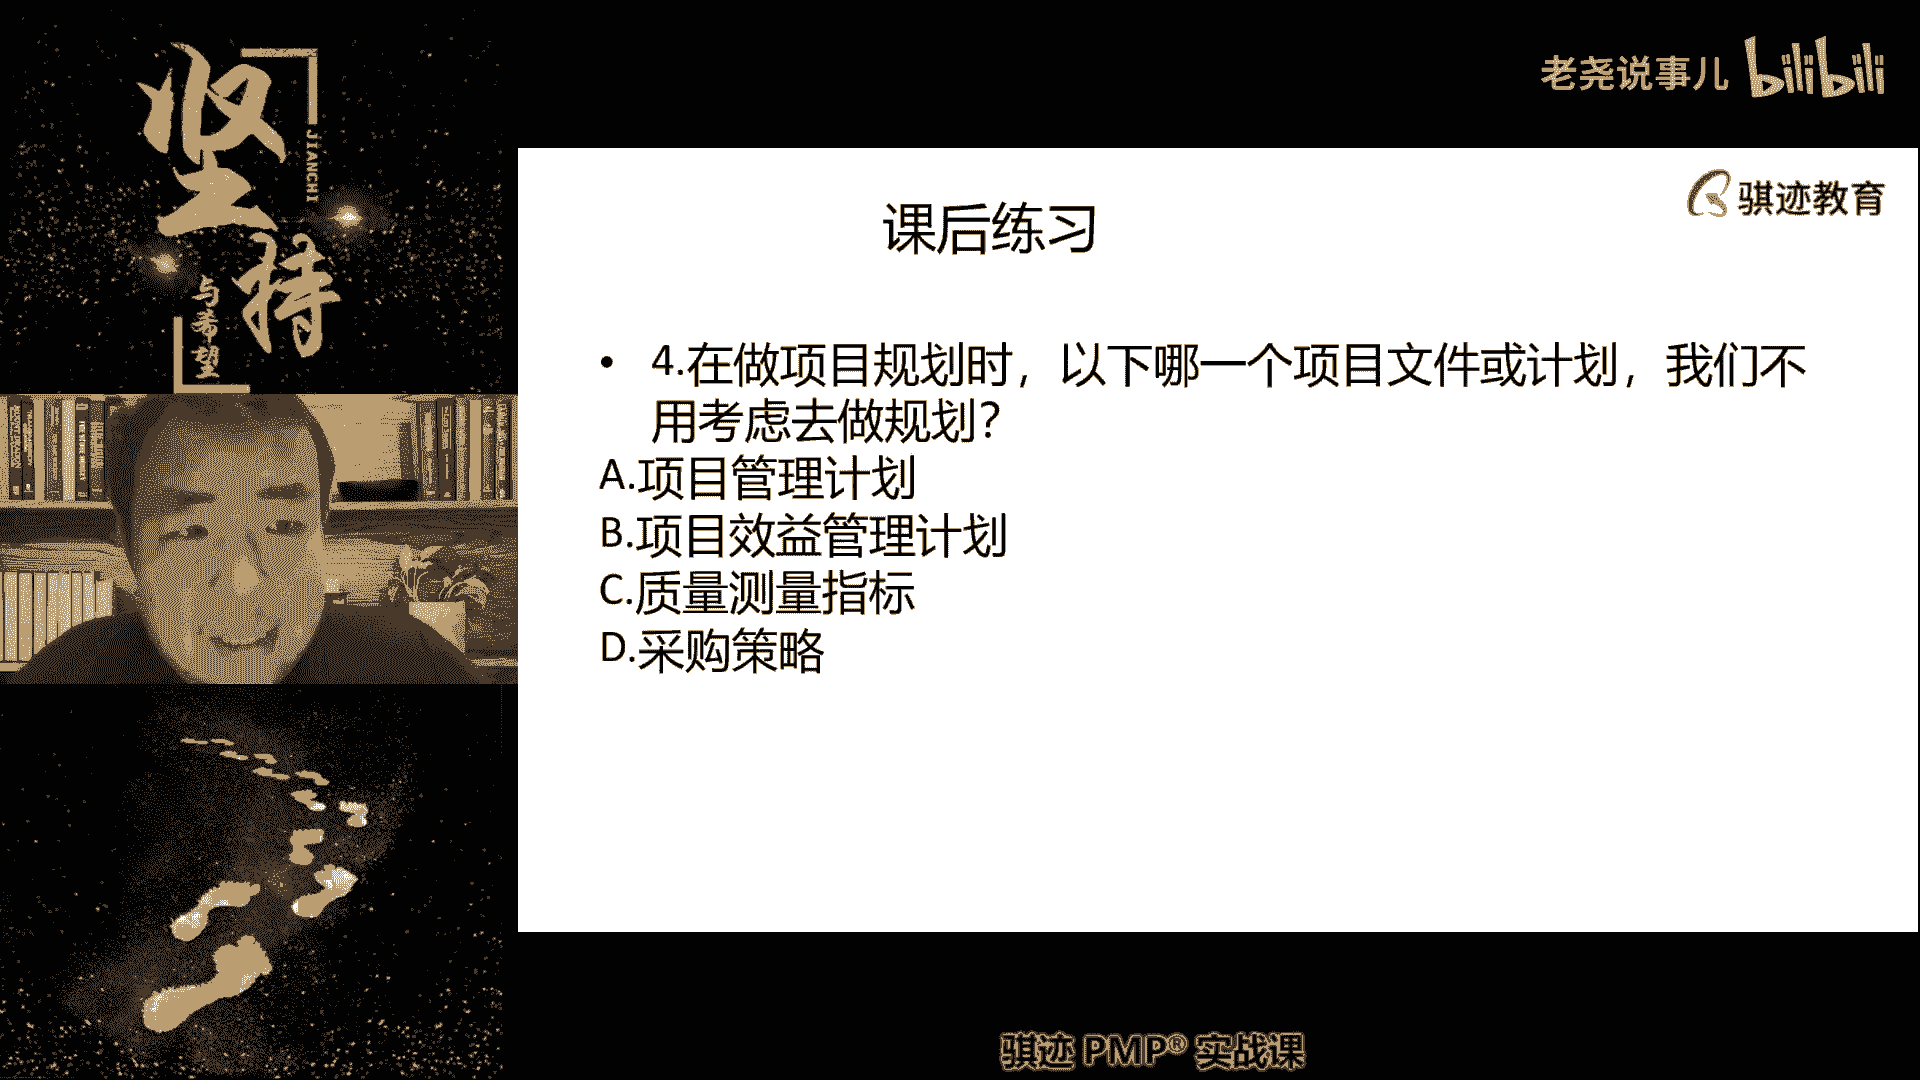 坚持
JIANCHI
与希望
老尧说事儿 bilibili
骐迹教育
课后练习
• 4.在做项目规划时，以下哪一个项目文件或计划，我们不
用考虑去做规划？
A.项目管理计划
B.项目效益管理计划
C.质量测量指标
D.采购策略
骐迹 PMP® 实战课